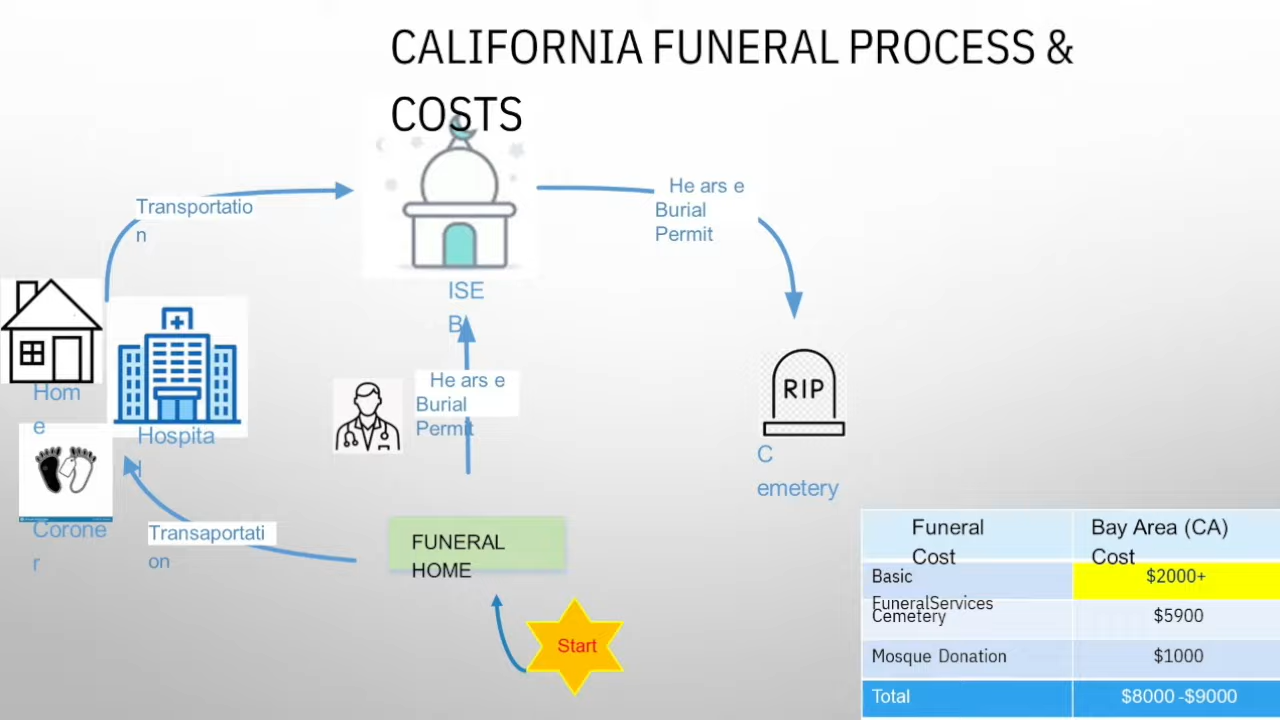 CALIFORNIA FUNERAL PROCESS &
COSTS
Transportatio
n
He ars e
Burial
Permit
ISE
B
Hom
e
Hospita
l
He ars e
Burial
Permit
RIP
C
emetery
Corone
r
Transaportati
on
FUNERAL
HOME
Start
Funeral
Cost
Bay Area (CA)
Cost
Basic
FuneralServices
$2000+
Cemetery
$5900
Mosque Donation
$1000
Total
$8000 -$9000